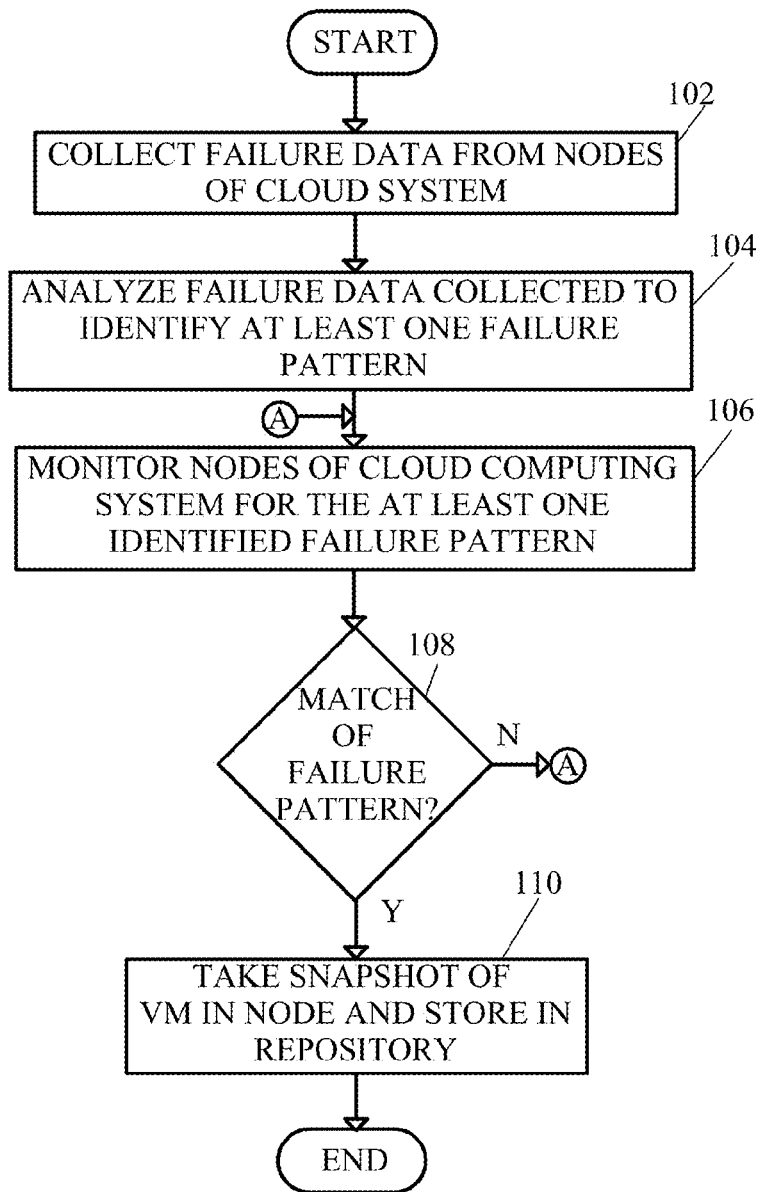 START
102
COLLECT FAILURE DATA FROM NODES
OF CLOUD SYSTEM
104
ANALYZE FAILURE DATA COLLECTED TO
IDENTIFY AT LEAST ONE FAILURE
PATTERN
A
106
MONITOR NODES OF CLOUD COMPUTING
SYSTEM FOR THE AT LEAST ONE
IDENTIFIED FAILURE PATTERN
108
MATCH
OF
FAILURE
PATTERN?
N
A
Y
110
TAKE SNAPSHOT OF
VM IN NODE AND STORE IN
REPOSITORY
END